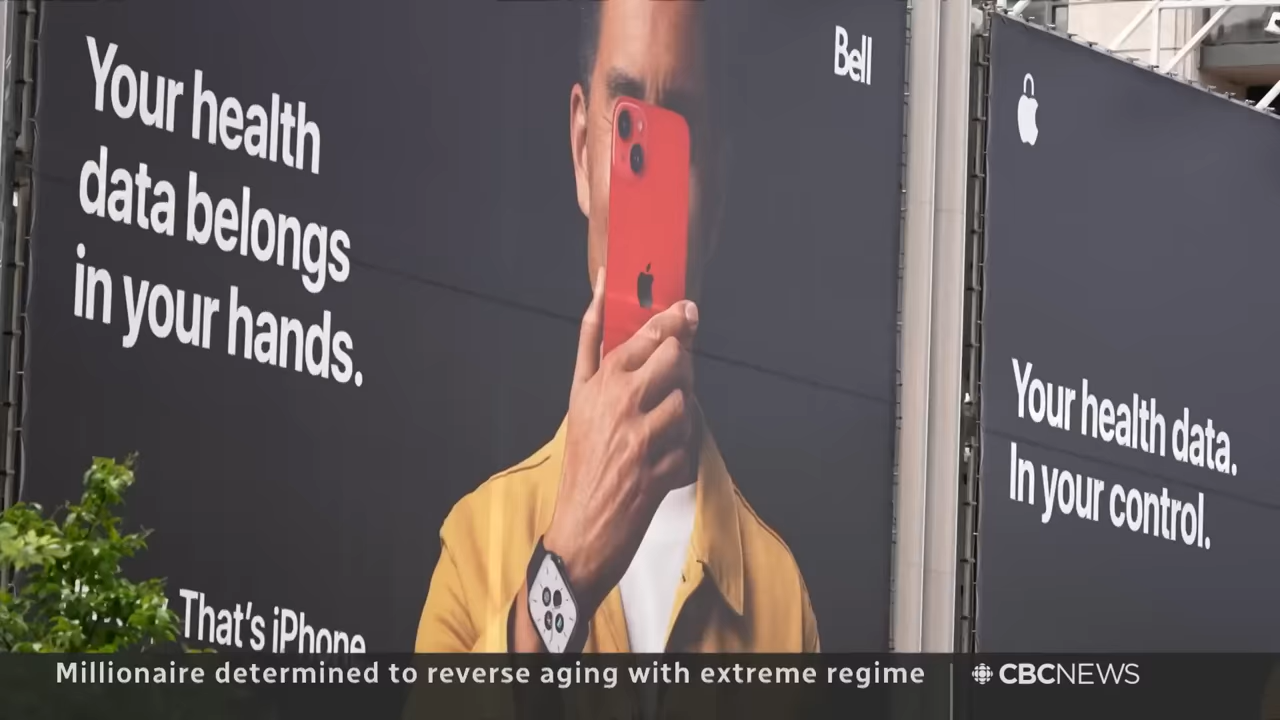 Your health
data belongs
in your hands.
Bell
That's iPhone
Your health data.
In your control.
Millionaire determined to reverse aging with extreme regime
CBCNEWS